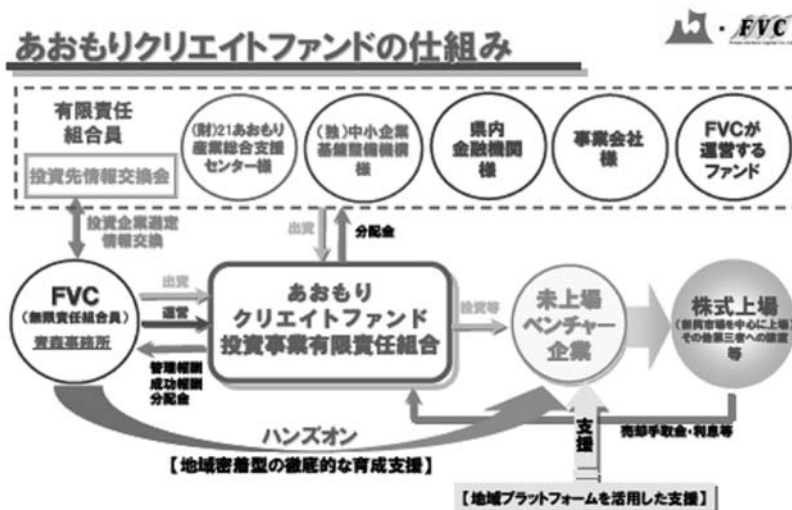 FVC
あおもりクリエイトファンドの仕組み
有限責任
組合員
投資先情報交換会
(財)21あおもり
産業総合支援
センター様
(独)中小企業
基盤整備機構
様
県内
金融機関様
事業会社
様
FVCが
運営する
ファンド
投資企業選定
情報交換
出資
分配金
FVC
(無限責任組合員)
青森事務所
出資
運営
管理報酬
成功報酬
分配金
あおもり
クリエイトファンド
投資事業有限責任組合
投資等
未上場
ベンチャー
企業
株式上場
(新興市場を中心に上場)
その他第三者への譲渡
等
売却手取金・利息等
ハンズオン
【地域密着型の徹底的な育成支援】
支援
【地域プラットフォームを活用した支援】